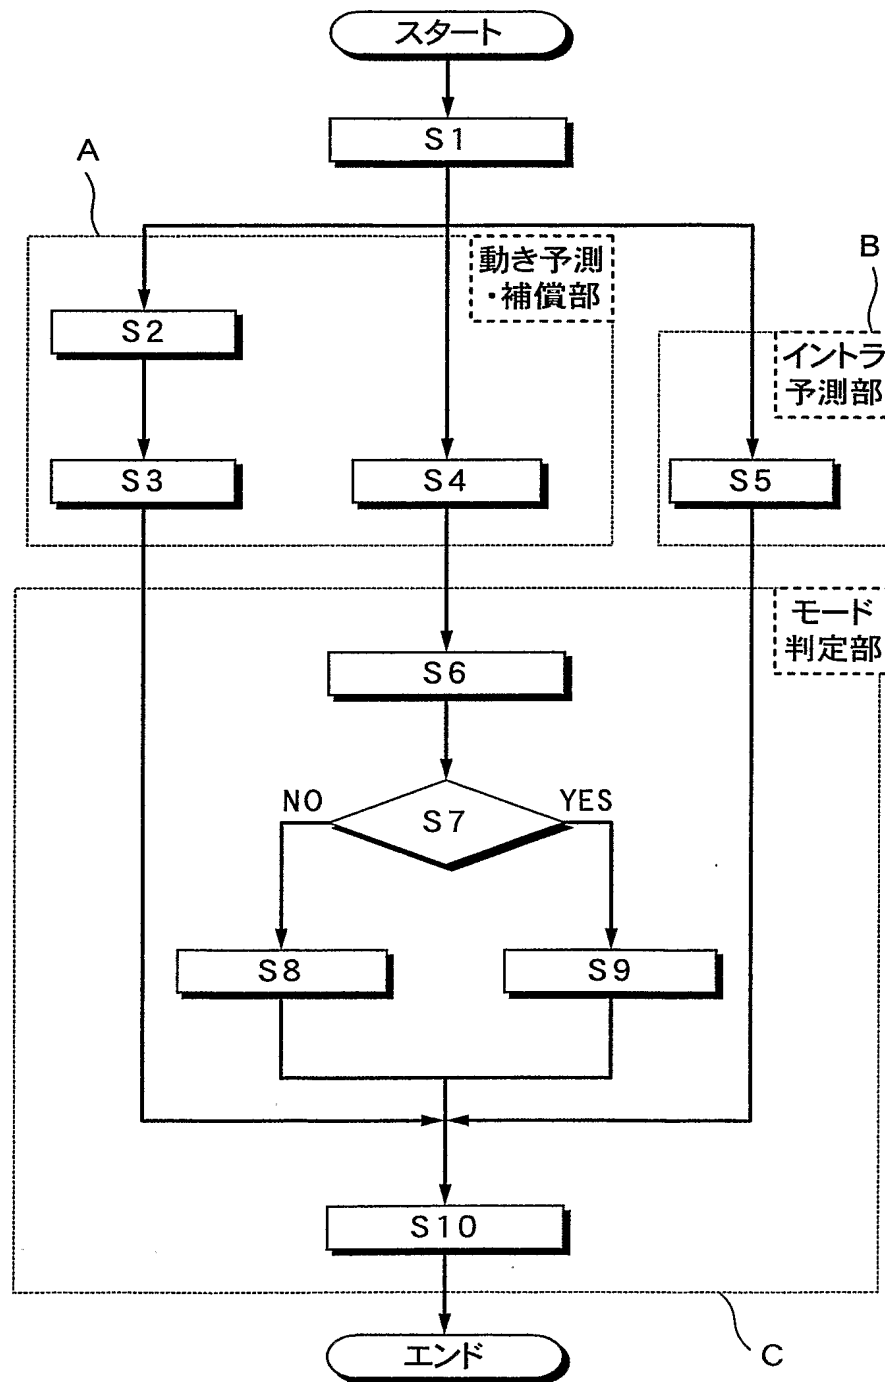 スタート
S1
A
動き予測
・補償部
B
イントラ
予測部
S2
S3
S4
S5
モード
判定部
S6
NO
YES
S7
S8
S9
S10
エンド
C